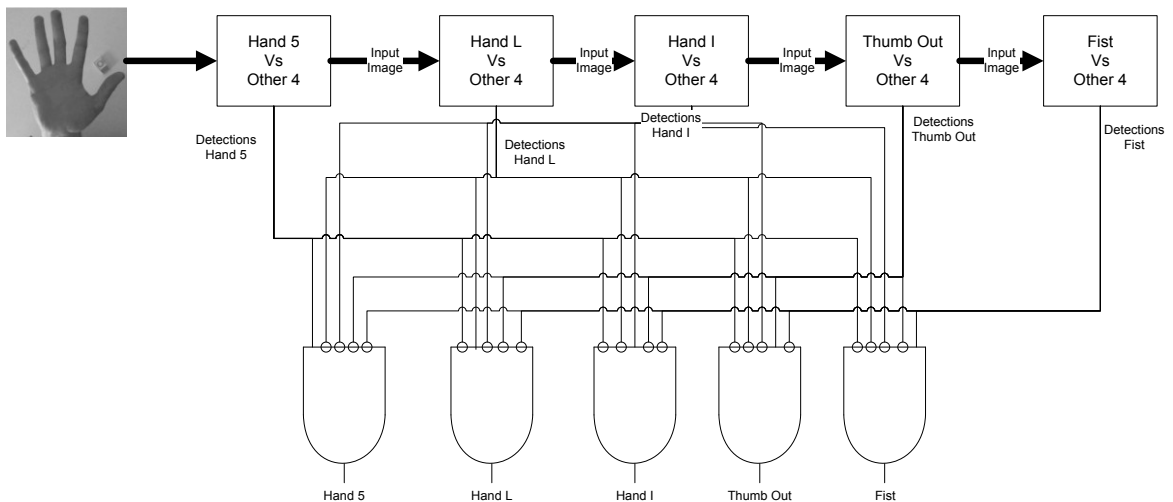 Hand 5
Vs
Other 4
Input
Image
Hand L
Vs
Other 4
Input
Image
Hand I
Vs
Other 4
Input
Image
Thumb Out
Vs
Other 4
Input
Image
Fist
Vs
Other 4
Detections
Hand 5
Detections
Hand L
Detections
Hand I
Detections
Thumb Out
Detections
Fist
Hand 5
Hand L
Hand I
Thumb Out
Fist